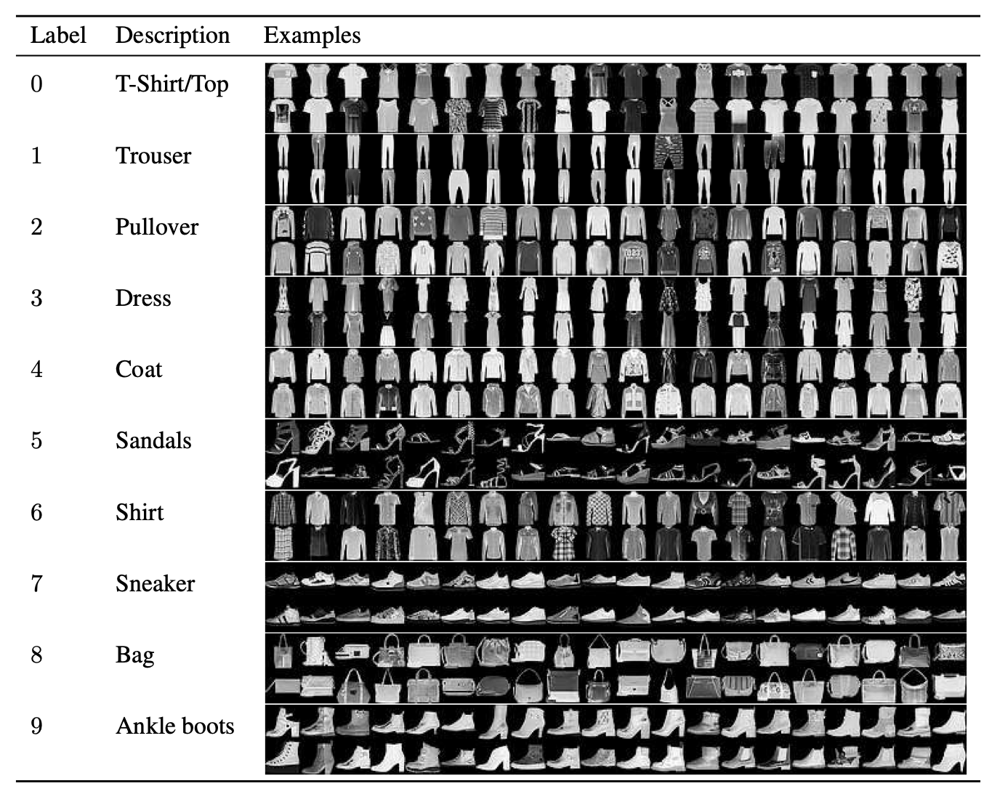 Label Description Examples
0 T-Shirt/Top
1 Trouser
2 Pullover
3 Dress
4 Coat
5 Sandals
6 Shirt
7 Sneaker
8 Bag
9 Ankle boots